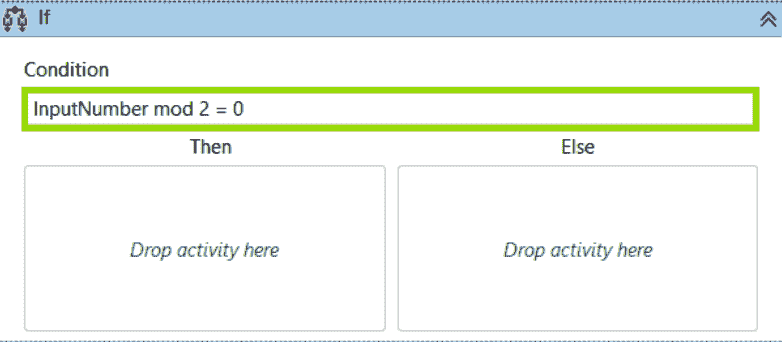 If
Condition
InputNumber mod 2 = 0
Then Else
Drop activity here Drop activity here